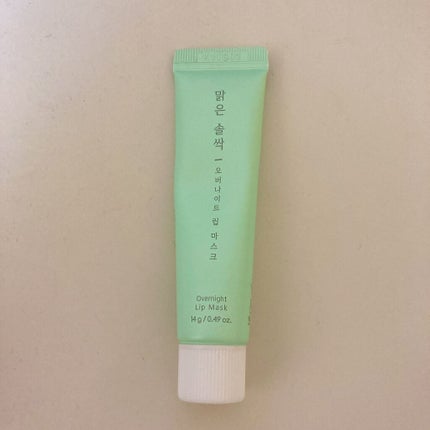 맑은 솔싹 — 오버나이트 립 마스크
Overnight
Lip Mask
14 g / 0.49 oz.